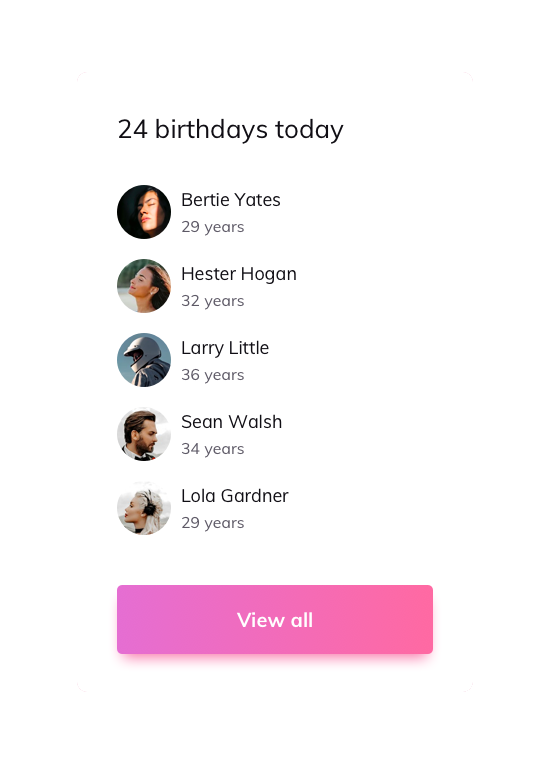 24 birthdays today
Bertie Yates
29 years
Hester Hogan
32 years
Larry Little
36 years
Sean Walsh
34 years
Lola Gardner
29 years
View all